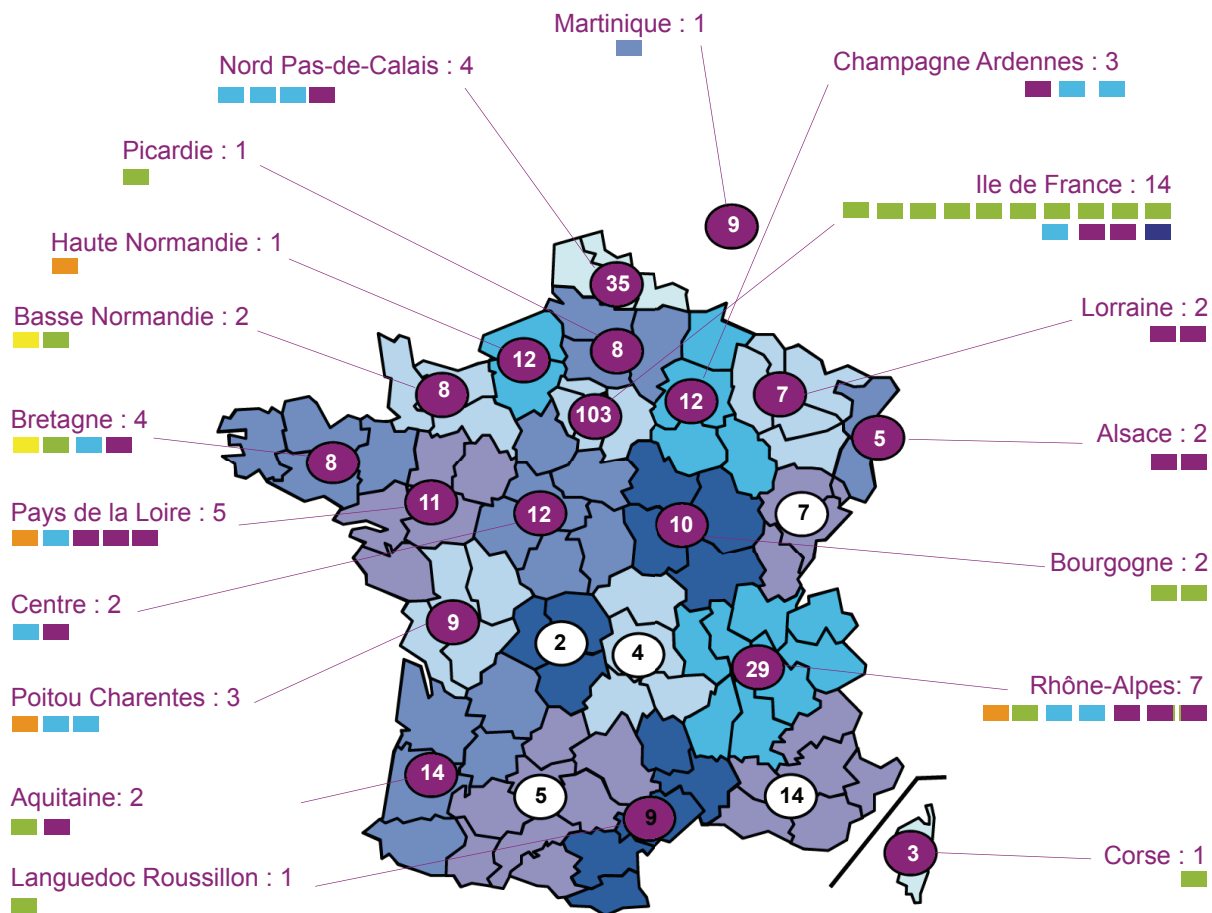 Martinique : 1
Nord Pas-de-Calais : 4
Champagne Ardennes : 3
Picardie : 1
Ile de France : 14
9
Haute Normandie : 1
35
Basse Normandie : 2
Lorraine : 2
12
8
8
103
12
7
Bretagne : 4
Alsace : 2
5
8
Pays de la Loire : 5
11
12
10
7
Bourgogne : 2
Centre : 2
9
2
4
29
Poitou Charentes : 3
Rhône-Alpes: 7
14
5
14
Aquitaine: 2
9
3
Corse : 1
Languedoc Roussillon : 1